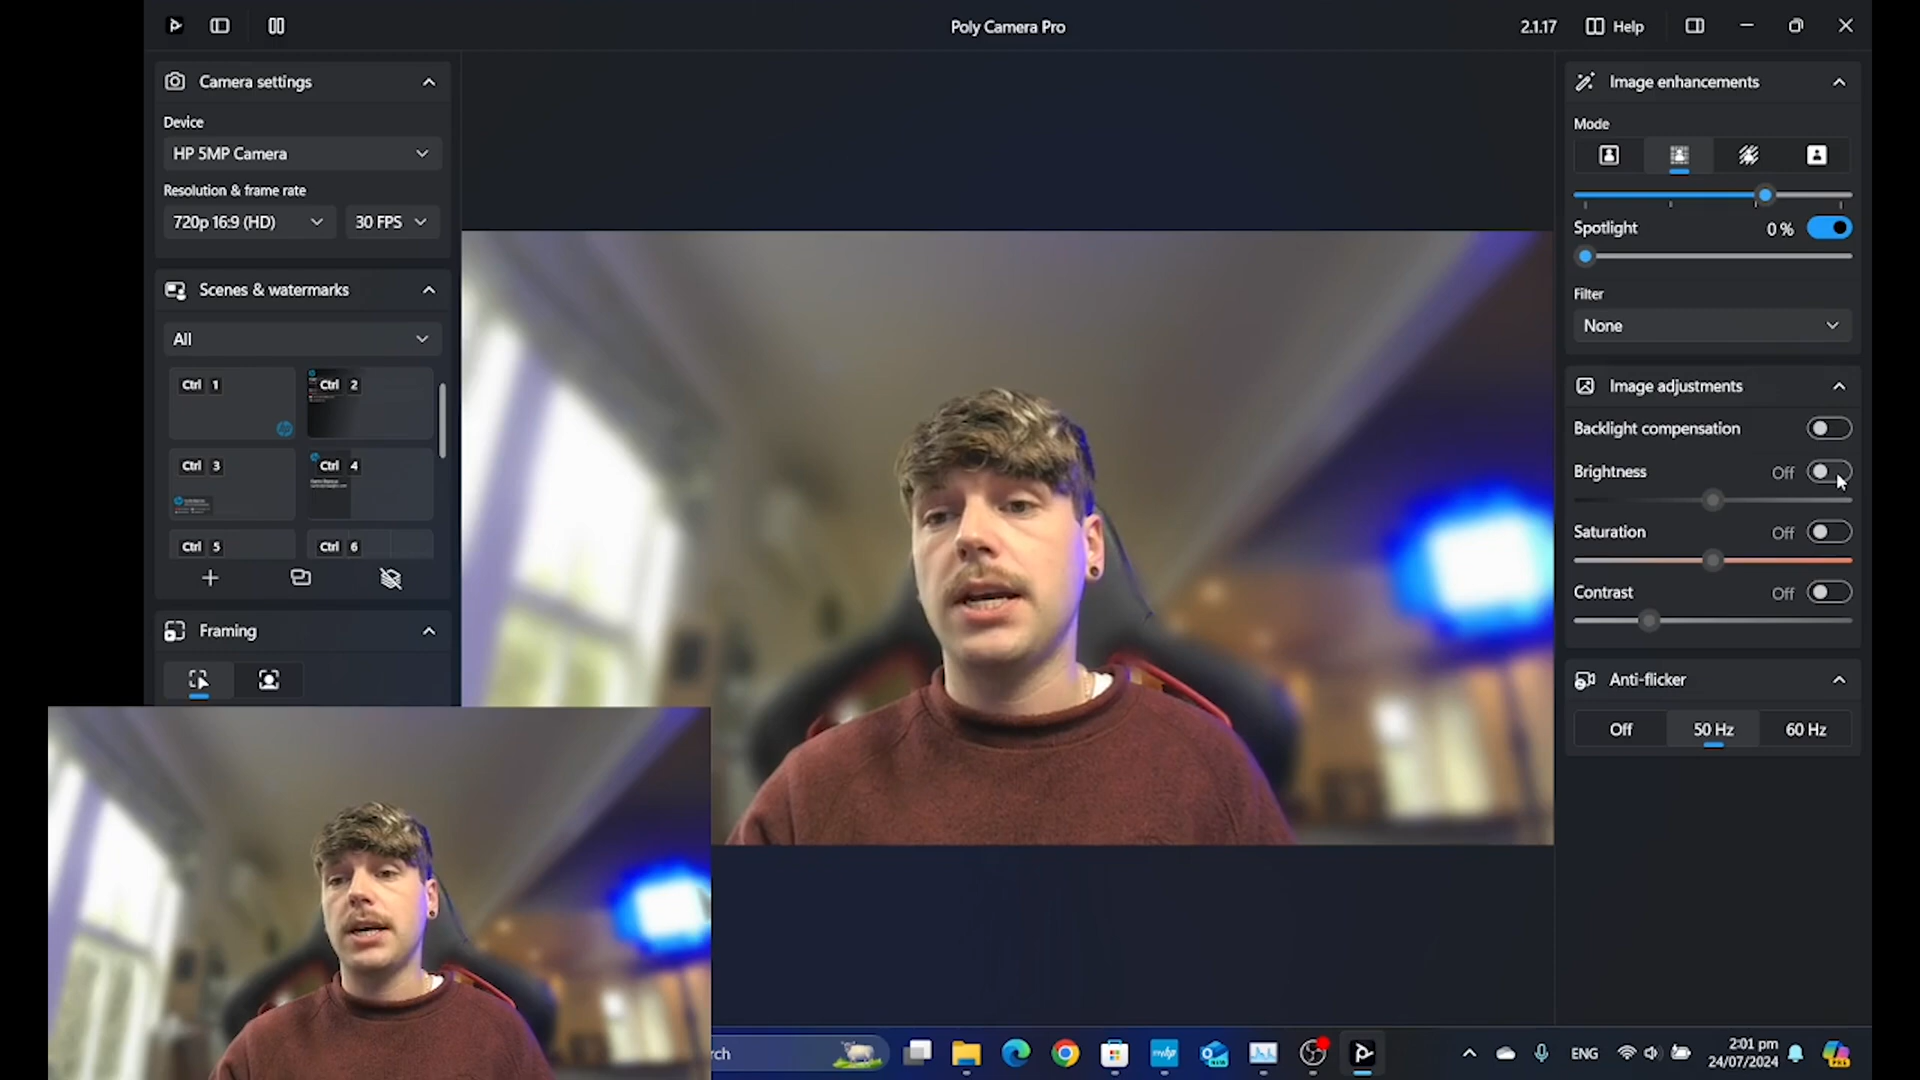 Poly Camera Pro
2.1.17
Help
Camera settings
Device
HP 5MP Camera
Resolution & frame rate
720p 16:9 (HD)
30 FPS
Scenes & watermarks
All
Ctrl 1
Ctrl 2
Ctrl 3
Ctrl 4
Ctrl 5
Ctrl 6
Framing
Image enhancements
Mode
Spotlight
0 %
Filter
None
Image adjustments
Backlight compensation
Brightness
Off
Saturation
Off
Contrast
Off
Anti-flicker
Off
50 Hz
60 Hz
rch
myhp
NEW
ENG
2:01 pm
24/07/2024